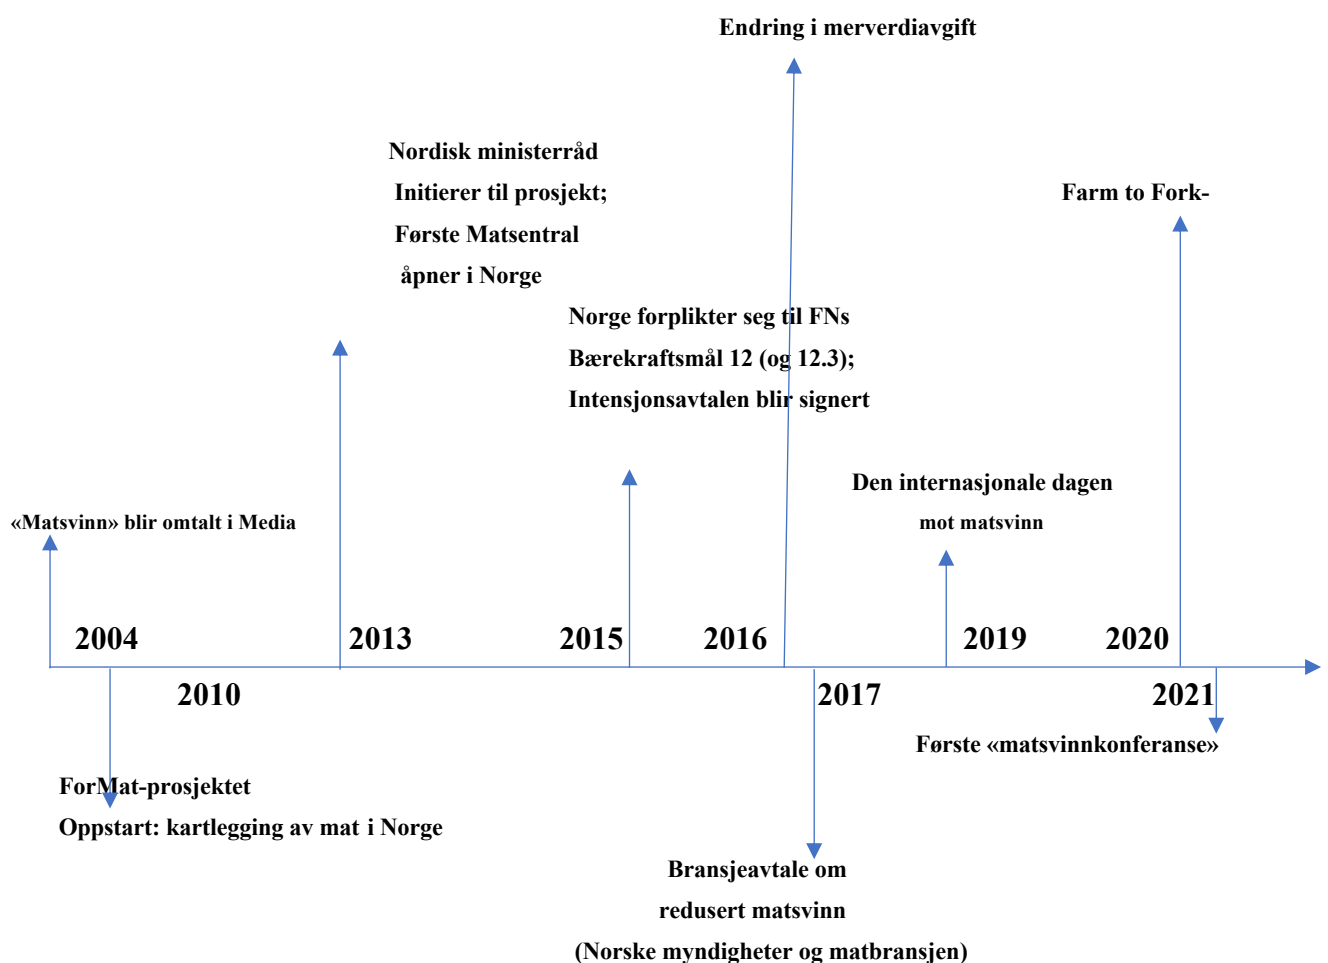 Endring i merverdiavgift
Nordisk ministerråd
Initierer til prosjekt;
Første Matsentral
åpner i Norge
Farm to Fork-
Norge forplikter seg til FNs
Bærekraftsmål 12 (og 12.3);
Intensjonsavtalen blir signert
Den internasjonale dagen
mot matsvinn
«Matsvinn» blir omtalt i Media
2004
2013
2015
2016
2019
2020
2010
2017
2021
Første «matsvinnkonferanse»
ForMat-prosjektet
Oppstart: kartlegging av mat i Norge
Bransjeavtale om
redusert matsvinn
(Norske myndigheter og matbransjen)